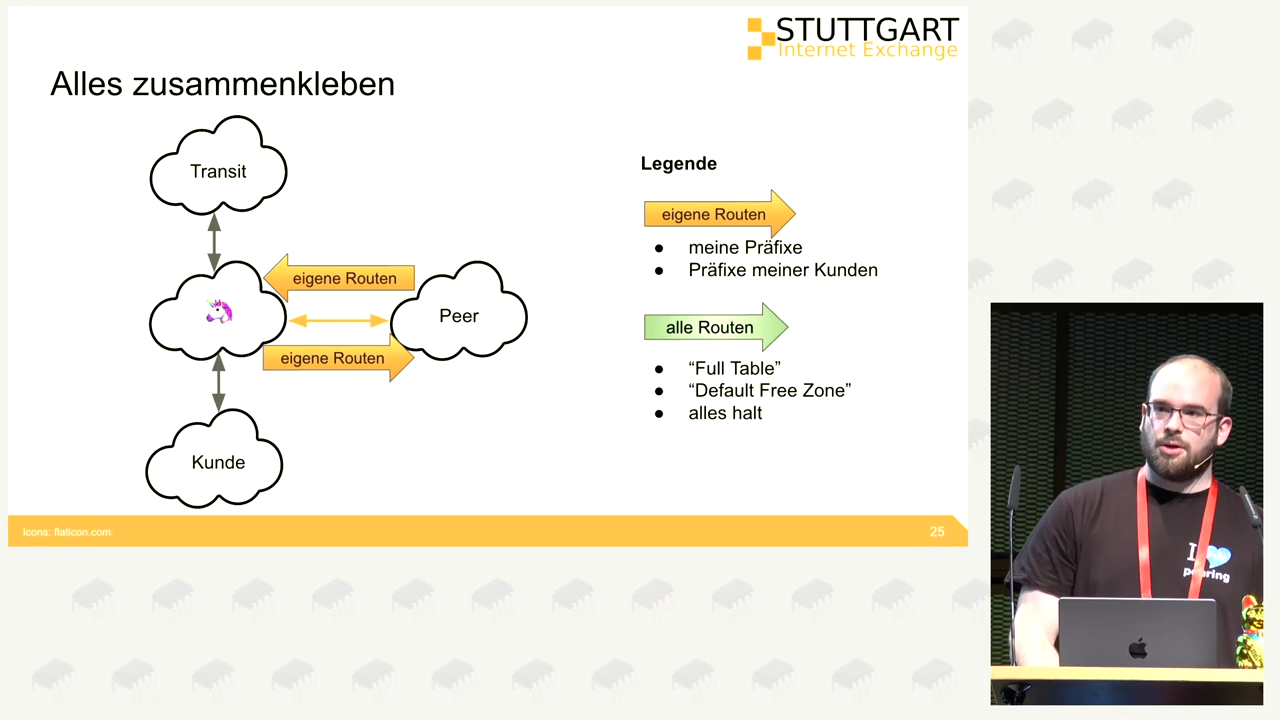 STUTTGART
Internet Exchange
Alles zusammenkleben
Transit
eigene Routen
Peer
eigene Routen
Kunde
Legende
eigene Routen
● meine Präfixe
● Präfixe meiner Kunden
alle Routen
● “Full Table”
● “Default Free Zone”
● alles halt
Icons: flaticon.com
25
I
peering